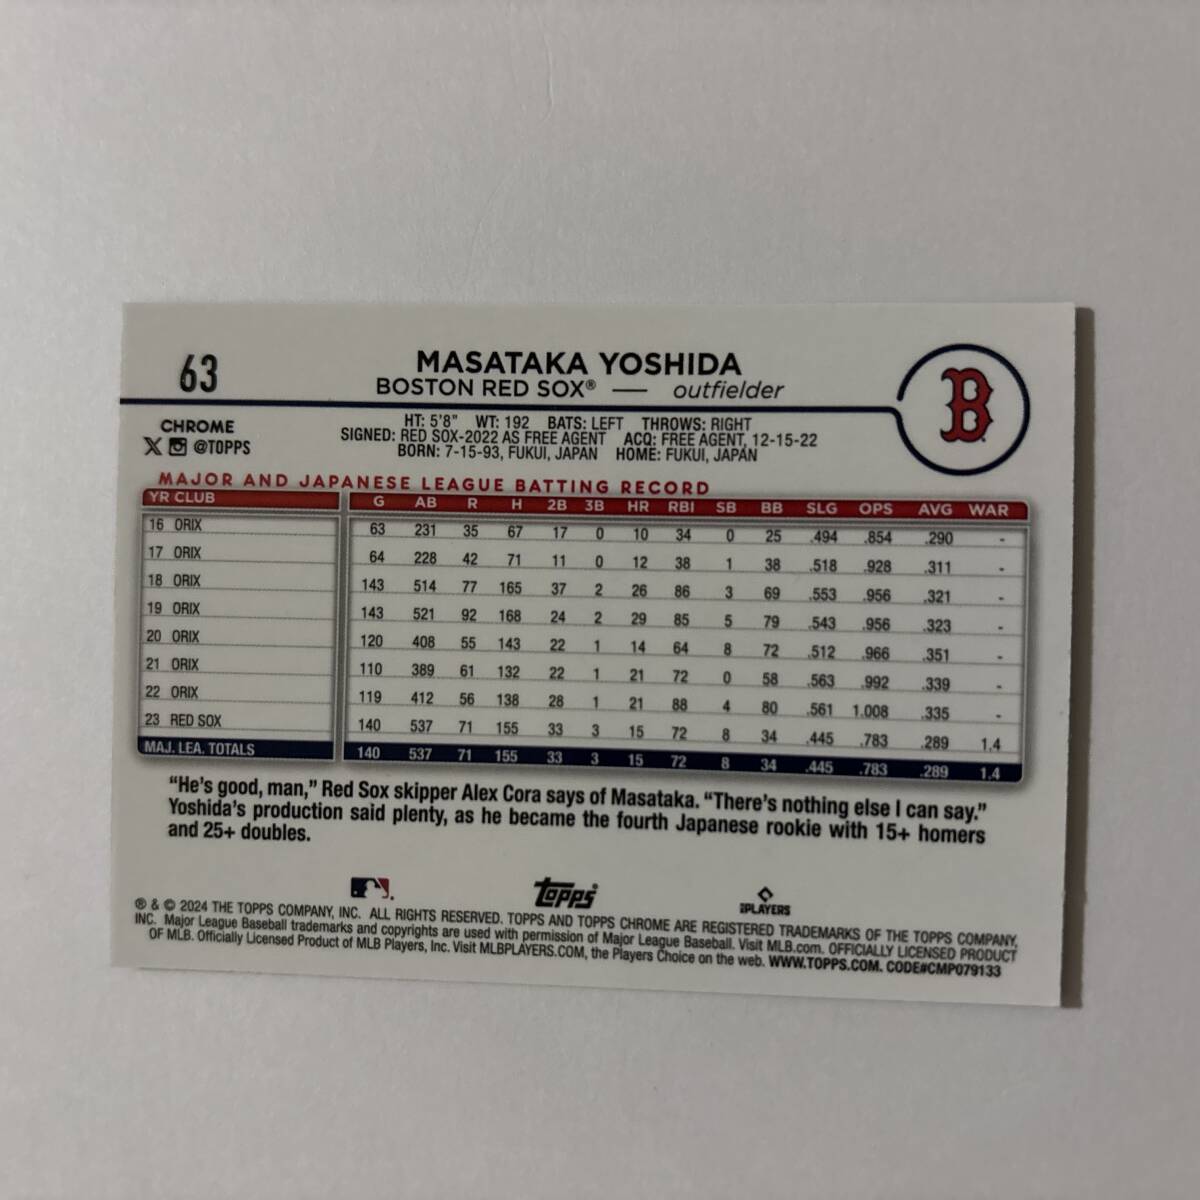 63
MASATAKA YOSHIDA
BOSTON RED SOX® — outfielder
B
CHROME
X @TOPPS
HT: 5'8" WT: 192 BATS: LEFT THROWS: RIGHT
SIGNED: RED SOX-2022 AS FREE AGENT ACQ: FREE AGENT, 12-15-22
BORN: 7-15-93, FUKUI, JAPAN HOME: FUKUI, JAPAN
MAJOR AND JAPANESE LEAGUE BATTING RECORD
YR CLUB G AB R H 2B 3B HR RBI SB BB SLG OPS AVG WAR
16 ORIX 63 231 35 67 17 0 10 34 0 25 .494 .854 .290 -
17 ORIX 64 228 42 71 11 0 12 38 1 38 .518 .928 .311 -
18 ORIX 143 514 77 165 37 2 26 86 3 69 .553 .956 .321 -
19 ORIX 143 521 92 168 24 2 29 85 5 79 .543 .956 .323 -
20 ORIX 120 408 55 143 22 1 14 64 8 72 .512 .966 .351 -
21 ORIX 110 389 61 132 22 1 21 72 0 58 .563 .992 .339 -
22 ORIX 119 412 56 138 28 1 21 88 4 80 .561 1.008 .335 -
23 RED SOX 140 537 71 155 33 3 15 72 8 34 .445 .783 .289 1.4
MAJ. LEA. TOTALS 140 537 71 155 33 3 15 72 8 34 .445 .783 .289 1.4
“He's good, man,” Red Sox skipper Alex Cora says of Masataka. “There's nothing else I can say.”
Yoshida's production said plenty, as he became the fourth Japanese rookie with 15+ homers
and 25+ doubles.
topps
PLAYERS
® & © 2024 THE TOPPS COMPANY, INC. ALL RIGHTS RESERVED. TOPPS AND TOPPS CHROME ARE REGISTERED TRADEMARKS OF THE TOPPS COMPANY,
INC. Major League Baseball trademarks and copyrights are used with permission of Major League Baseball. Visit MLB.com. OFFICIALLY LICENSED PRODUCT
OF MLB. Officially Licensed Product of MLB Players, Inc. Visit MLBPLAYERS.COM, the Players Choice on the web. WWW.TOPPS.COM. CODE#CMP079133